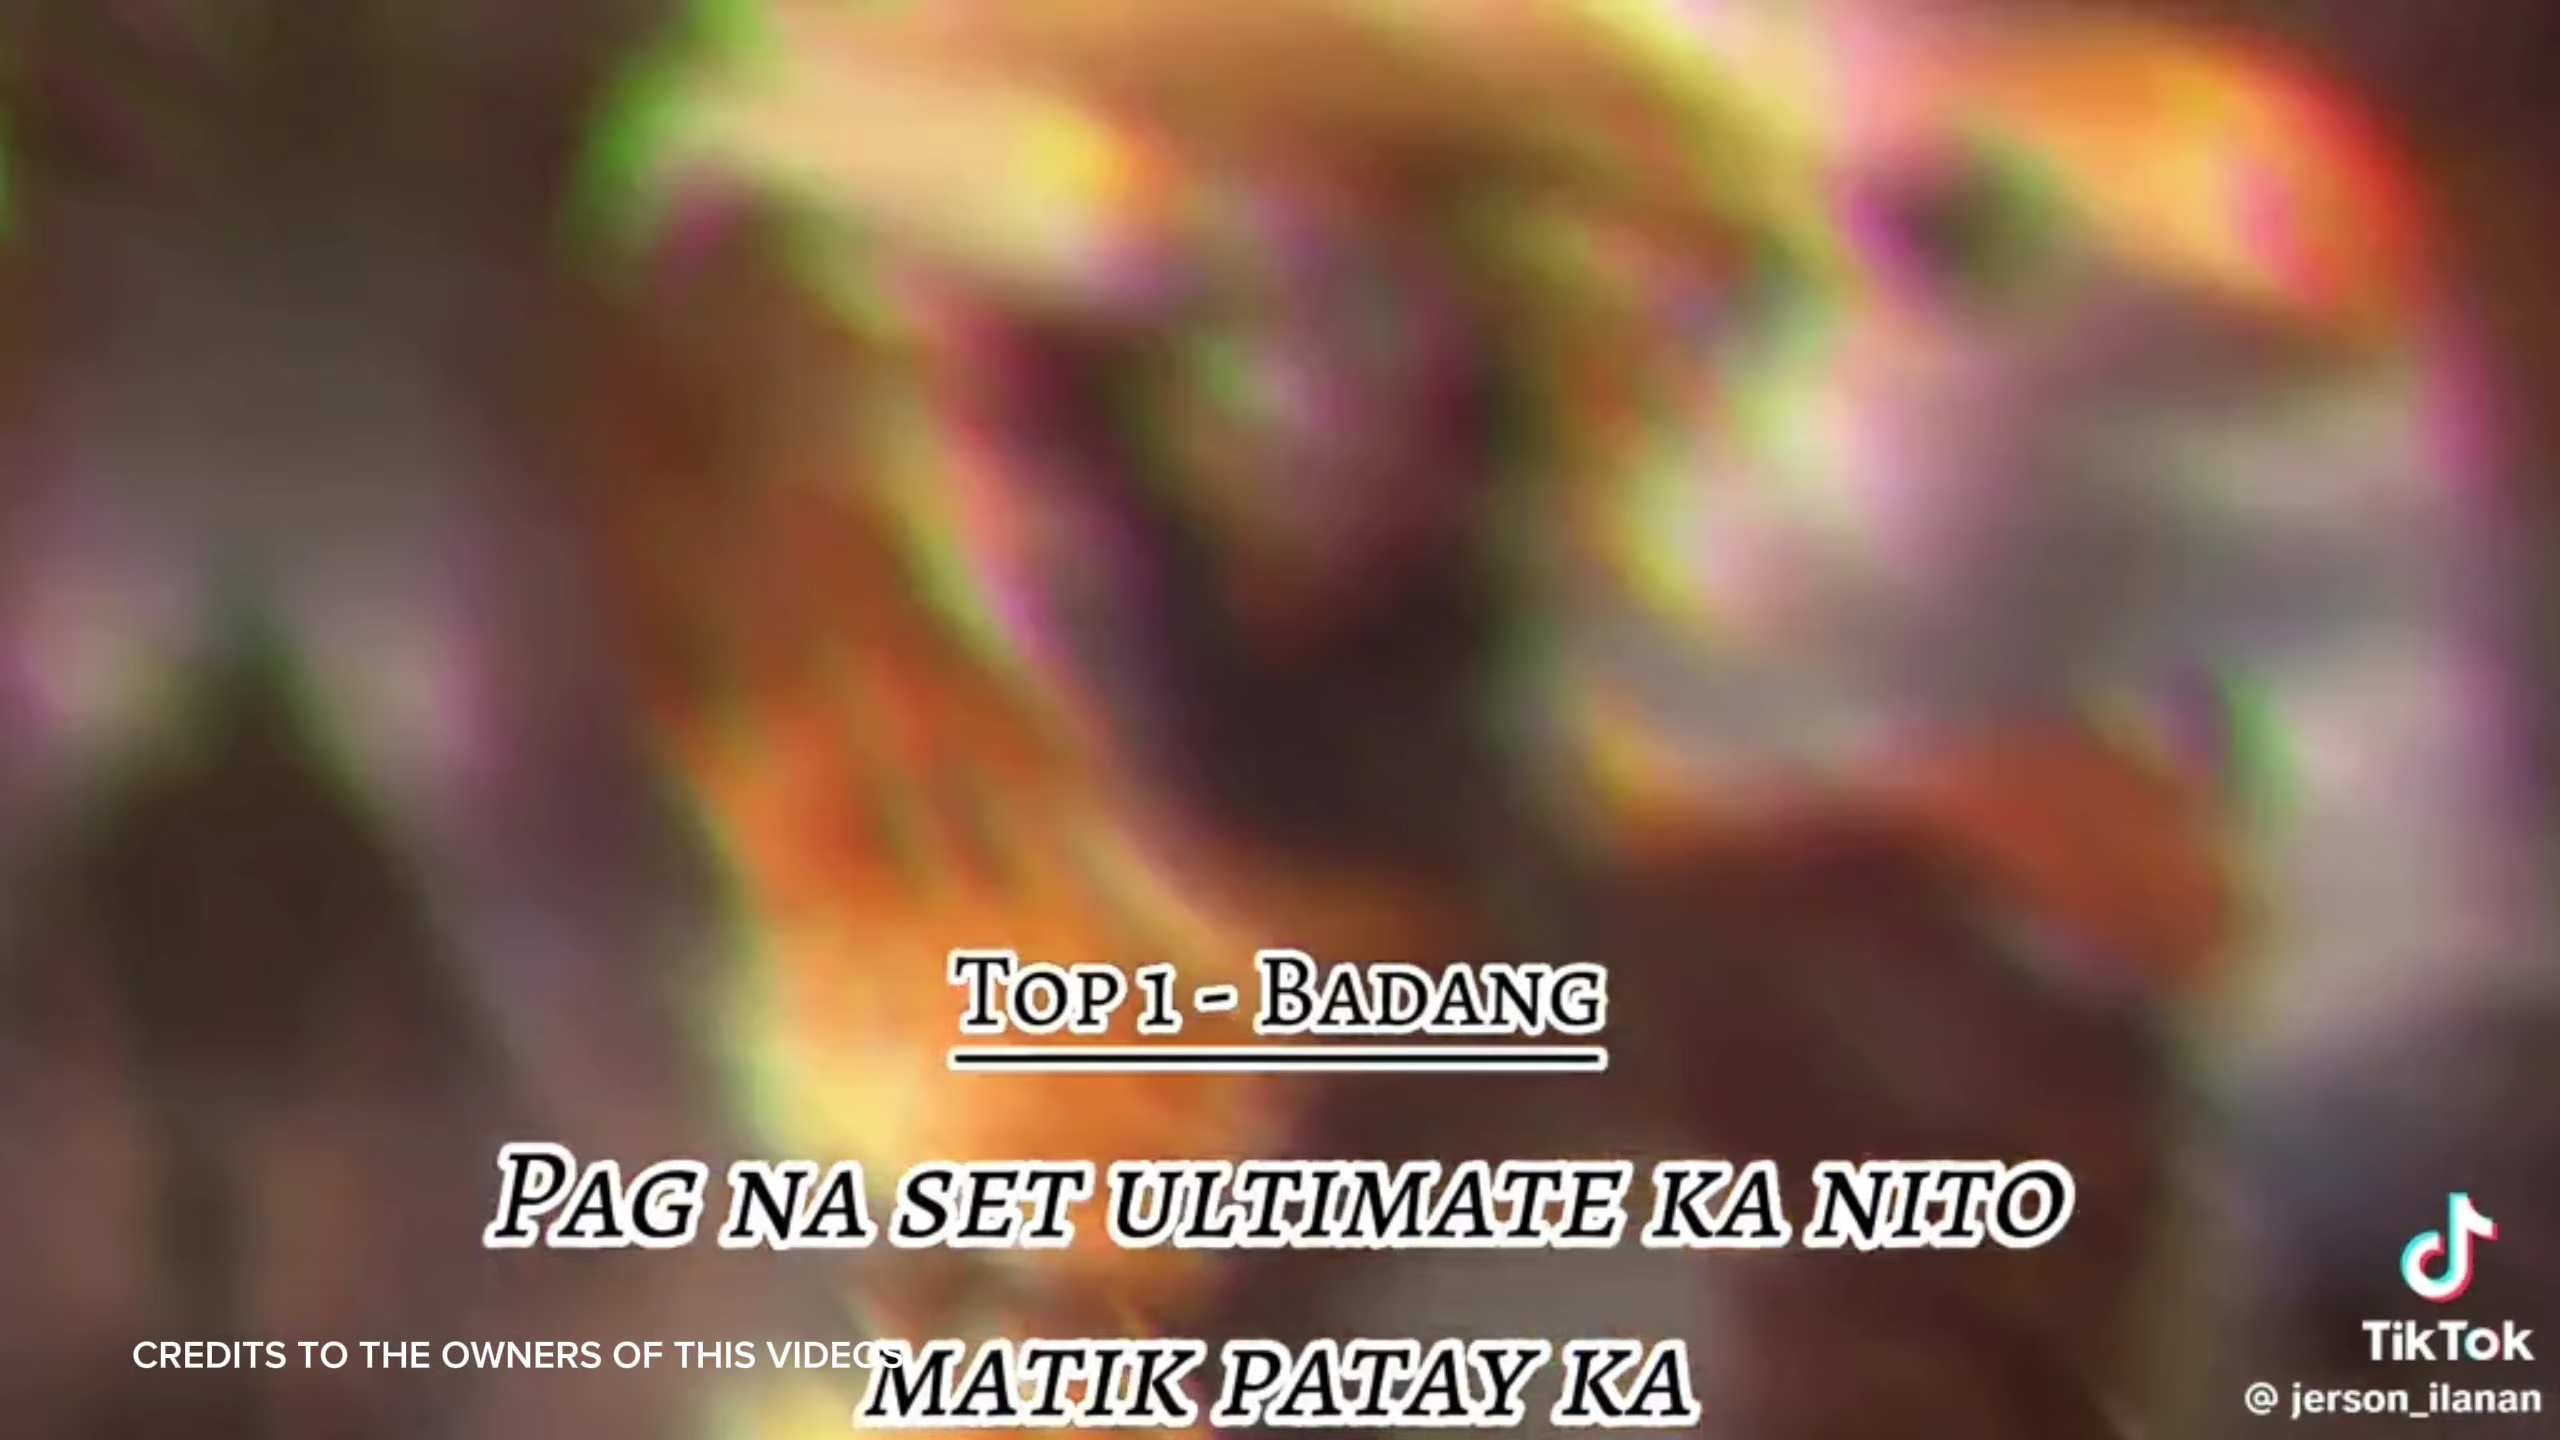 Top 1 - Badang
Pag na set ultimate ka nito
matik patay ka
CREDITS TO THE OWNERS OF THIS VIDEOS
TikTok
@ jerson_ilanan